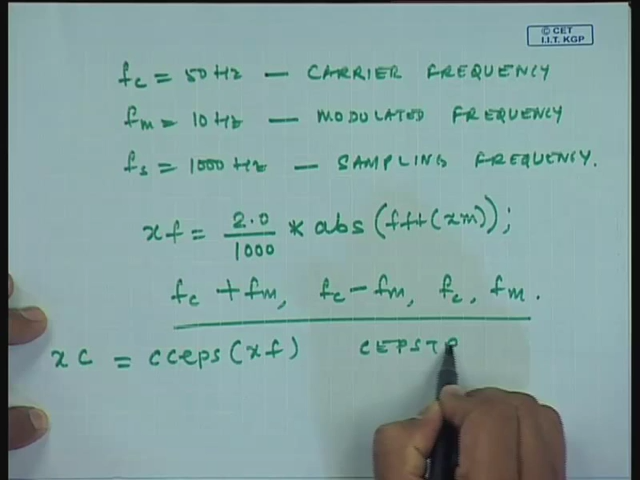 © CET
I.I.T. KGP
fc = 50 Hz — CARRIER FREQUENCY
fm = 10 Hz — MODULATED FREQUENCY
fs = 1000 Hz — SAMPLING FREQUENCY.
xf = 2.0/1000 * abs (fft(xm));
fc + fm, fc − fm, fc, fm.
xc = cceps(xf) CEPSTR